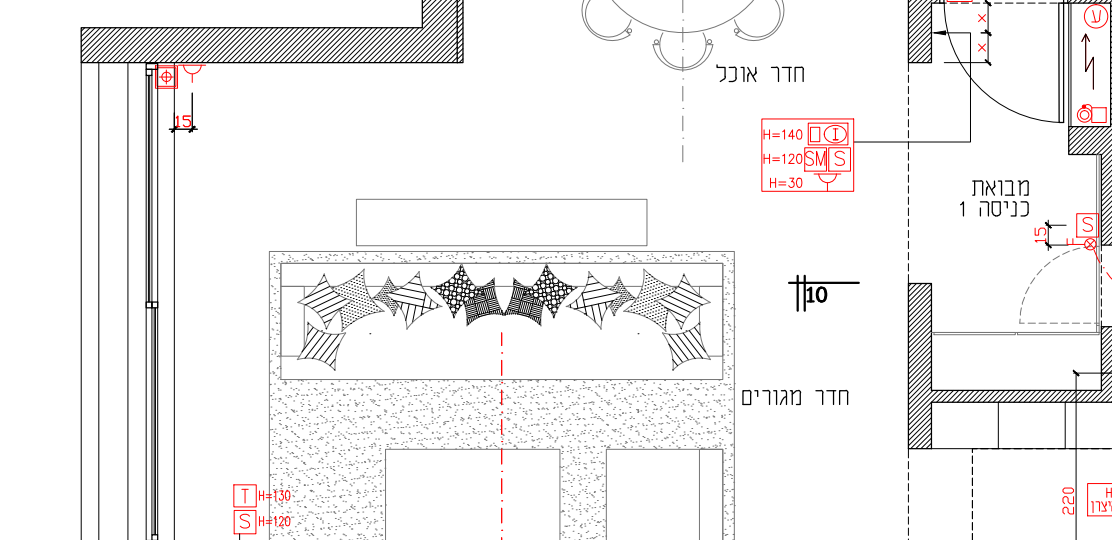 חדר אוכל
15
H=140 I
H=120 SM S
H=30
מבואת
כניסה 1
S
15
10
חדר מגורים
T H=130
S H=120
220
H
x
x